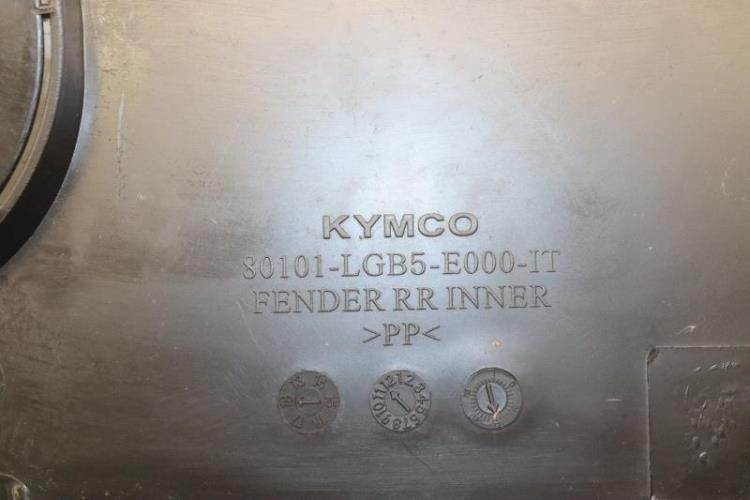 KYMCO
80101-LGB5-E000-IT
FENDER RR INNER
>PP<